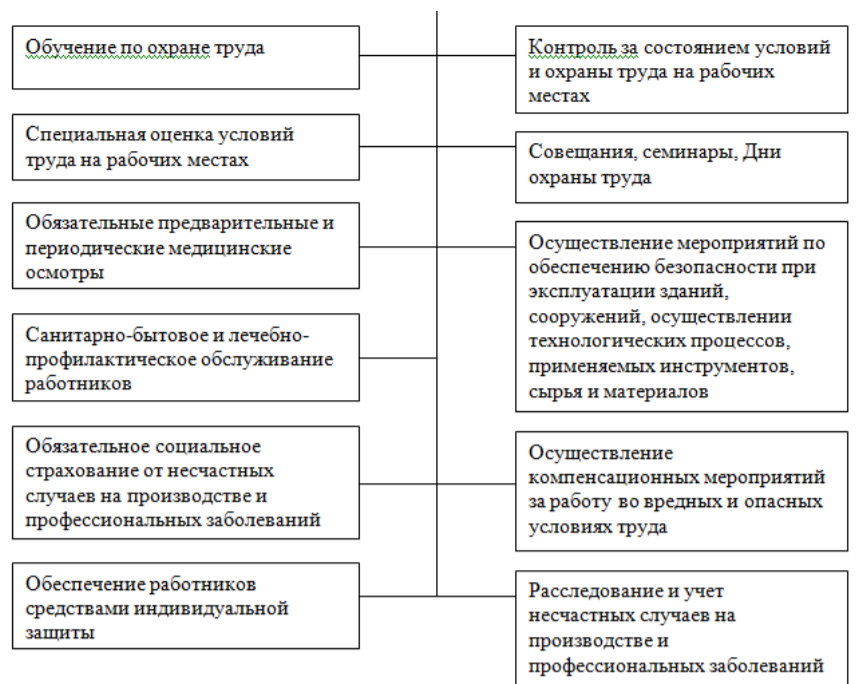 Обучение по охране труда
Специальная оценка условий
труда на рабочих местах
Обязательные предварительные и
периодические медицинские
осмотры
Санитарно-бытовое и лечебно-
профилактическое обслуживание
работников
Обязательное социальное
страхование от несчастных
случаев на производстве и
профессиональных заболеваний
Обеспечение работников
средствами индивидуальной
защиты
Контроль за состоянием условий
и охраны труда на рабочих
местах
Совещания, семинары, Дни
охраны труда
Осуществление мероприятий по
обеспечению безопасности при
эксплуатации зданий,
сооружений, осуществлении
технологических процессов,
применяемых инструментов,
сырья и материалов
Осуществление
компенсационных мероприятий
за работу во вредных и опасных
условиях труда
Расследование и учет
несчастных случаев на
производстве и
профессиональных заболеваний